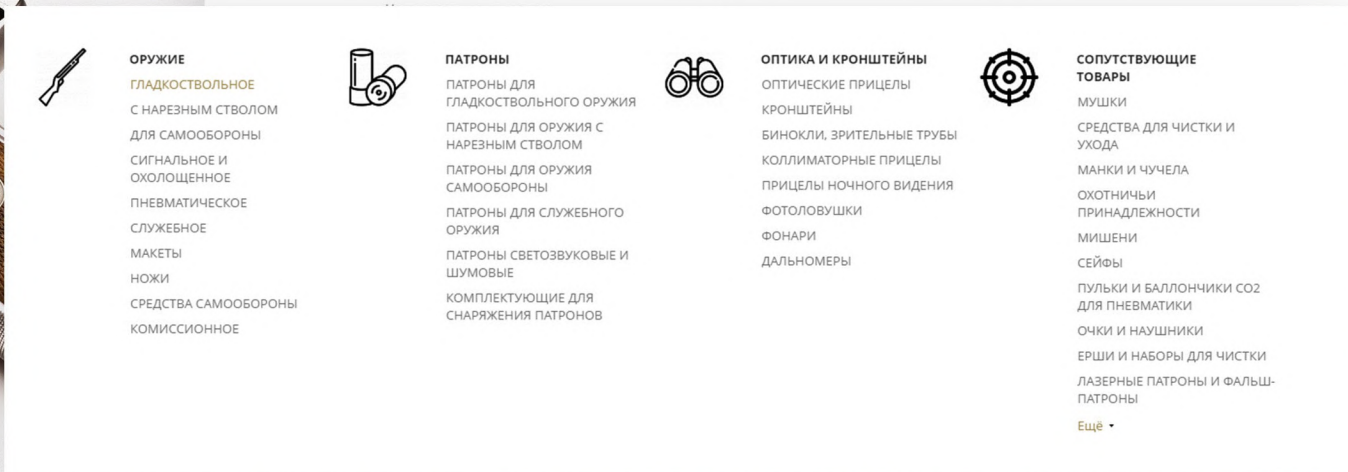 ОРУЖИЕ
ГЛАДКОСТВОЛЬНОЕ
С НАРЕЗНЫМ СТВОЛОМ
ДЛЯ САМООБОРОНЫ
СИГНАЛЬНОЕ И
ОХОЛОЩЕННОЕ
ПНЕВМАТИЧЕСКОЕ
СЛУЖЕБНОЕ
МАКЕТЫ
НОЖИ
СРЕДСТВА САМООБОРОНЫ
КОМИССИОННОЕ
ПАТРОНЫ
ПАТРОНЫ ДЛЯ
ГЛАДКОСТВОЛЬНОГО ОРУЖИЯ
ПАТРОНЫ ДЛЯ ОРУЖИЯ С
НАРЕЗНЫМ СТВОЛОМ
ПАТРОНЫ ДЛЯ ОРУЖИЯ
САМООБОРОНЫ
ПАТРОНЫ ДЛЯ СЛУЖЕБНОГО
ОРУЖИЯ
ПАТРОНЫ СВЕТОЗВУКОВЫЕ И
ШУМОВЫЕ
КОМПЛЕКТУЮЩИЕ ДЛЯ
СНАРЯЖЕНИЯ ПАТРОНОВ
ОПТИКА И КРОНШТЕЙНЫ
ОПТИЧЕСКИЕ ПРИЦЕЛЫ
КРОНШТЕЙНЫ
БИНОКЛИ, ЗРИТЕЛЬНЫЕ ТРУБЫ
КОЛЛИМАТОРНЫЕ ПРИЦЕЛЫ
ПРИЦЕЛЫ НОЧНОГО ВИДЕНИЯ
ФОТОЛОВУШКИ
ФОНАРИ
ДАЛЬНОМЕРЫ
СОПУТСТВУЮЩИЕ
ТОВАРЫ
МУШКИ
СРЕДСТВА ДЛЯ ЧИСТКИ И
УХОДА
МАНКИ И ЧУЧЕЛА
ОХОТНИЧЬИ
ПРИНАДЛЕЖНОСТИ
МИШЕНИ
СЕЙФЫ
ПУЛЬКИ И БАЛЛОНЧИКИ СО2
ДЛЯ ПНЕВМАТИКИ
ОЧКИ И НАУШНИКИ
ЕРШИ И НАБОРЫ ДЛЯ ЧИСТКИ
ЛАЗЕРНЫЕ ПАТРОНЫ И ФАЛЬШ-
ПАТРОНЫ
Ещё